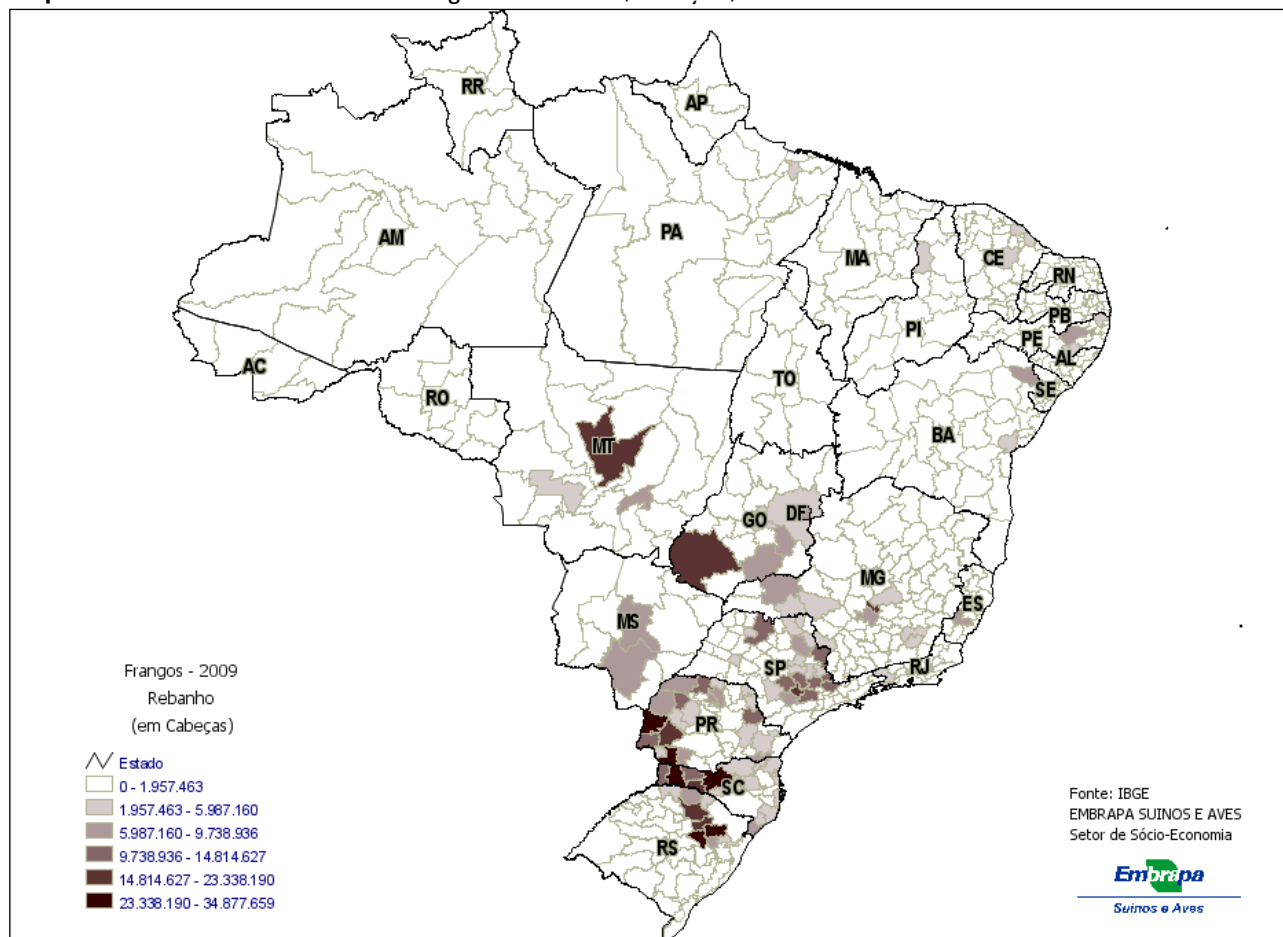 RR
AP
AM
PA
MA
CE
RN
PB
PI
PE
AL
AC
TO
SE
RO
BA
MT
GO
DF
MG
ES
MS
SP
RJ
PR
SC
RS
Frangos - 2009
Rebanho
(em Cabeças)
Estado
0 - 1.957.463
1.957.463 - 5.987.160
5.987.160 - 9.738.936
9.738.936 - 14.814.627
14.814.627 - 23.338.190
23.338.190 - 34.877.659
Fonte: IBGE
EMBRAPA SUINOS E AVES
Setor de Sócio-Economia
Embrapa
Suínos e Aves